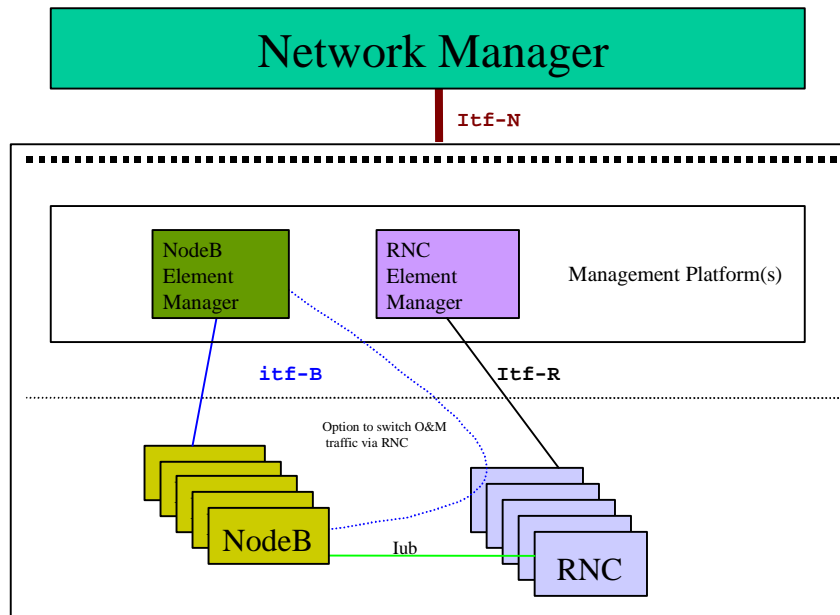 Network Manager
Itf-N
NodeB
Element
Manager
RNC
Element
Manager
Management Platform(s)
itf-B
Itf-R
Option to switch O&M
traffic via RNC
NodeB
Iub
RNC